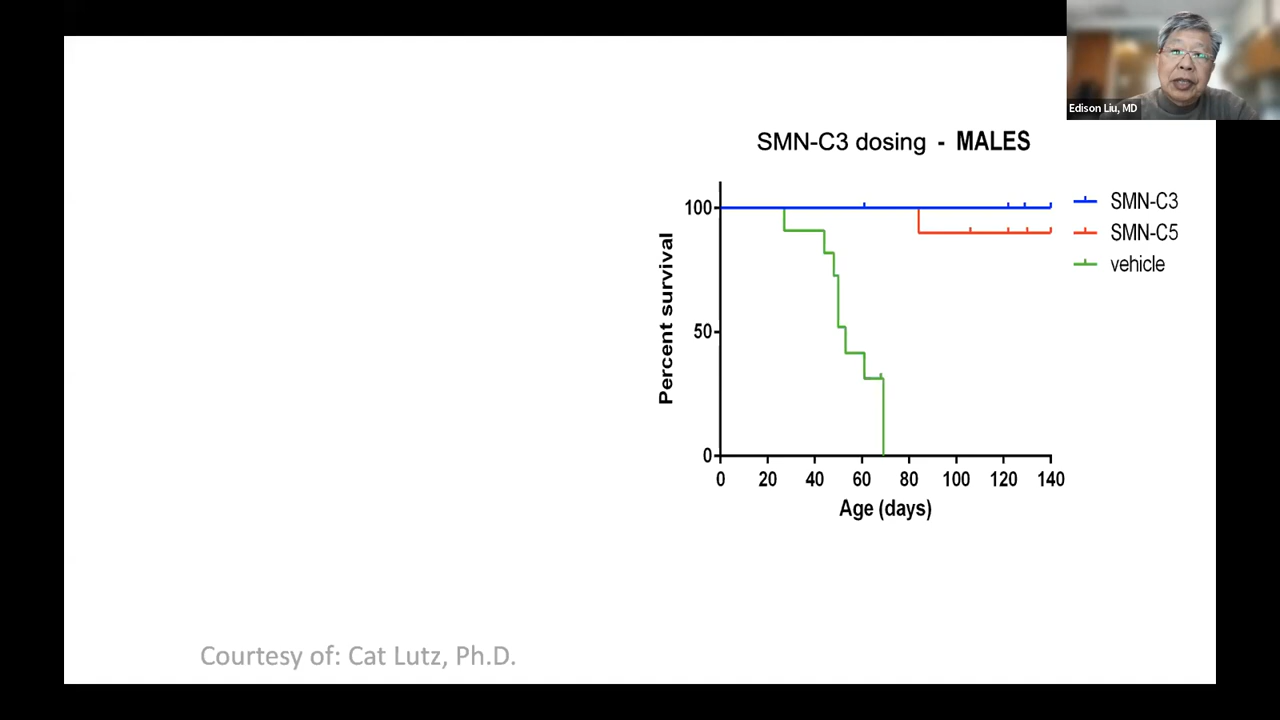 Edison Liu, MD
SMN-C3 dosing - MALES
SMN-C3
SMN-C5
vehicle
Percent survival
100
50
0
0 20 40 60 80 100 120 140
Age (days)
Courtesy of: Cat Lutz, Ph.D.